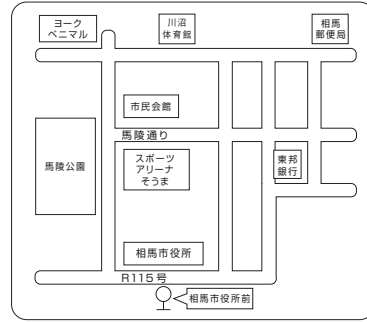 ヨーク
ベニマル
川沼
体育館
相馬
郵便局
市民会館
馬陵通り
馬陵公園
スポーツ
アリーナ
そうま
東邦
銀行
相馬市役所
R115号
相馬市役所前